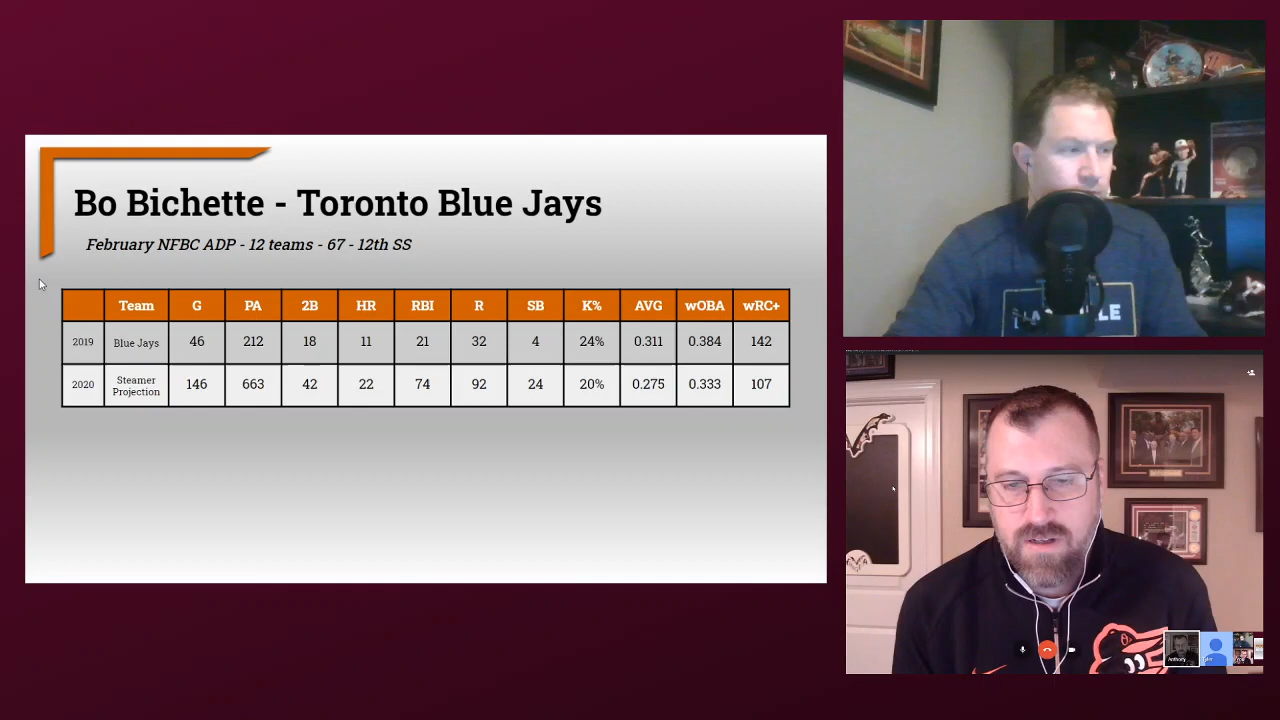 Bo Bichette - Toronto Blue Jays
February NFBC ADP - 12 teams - 67 - 12th SS
Team G PA 2B HR RBI R SB K% AVG wOBA wRC+
2019 Blue Jays 46 212 18 11 21 32 4 24% 0.311 0.384 142
2020 Steamer Projection 146 663 42 22 74 92 24 20% 0.275 0.333 107
Anthony